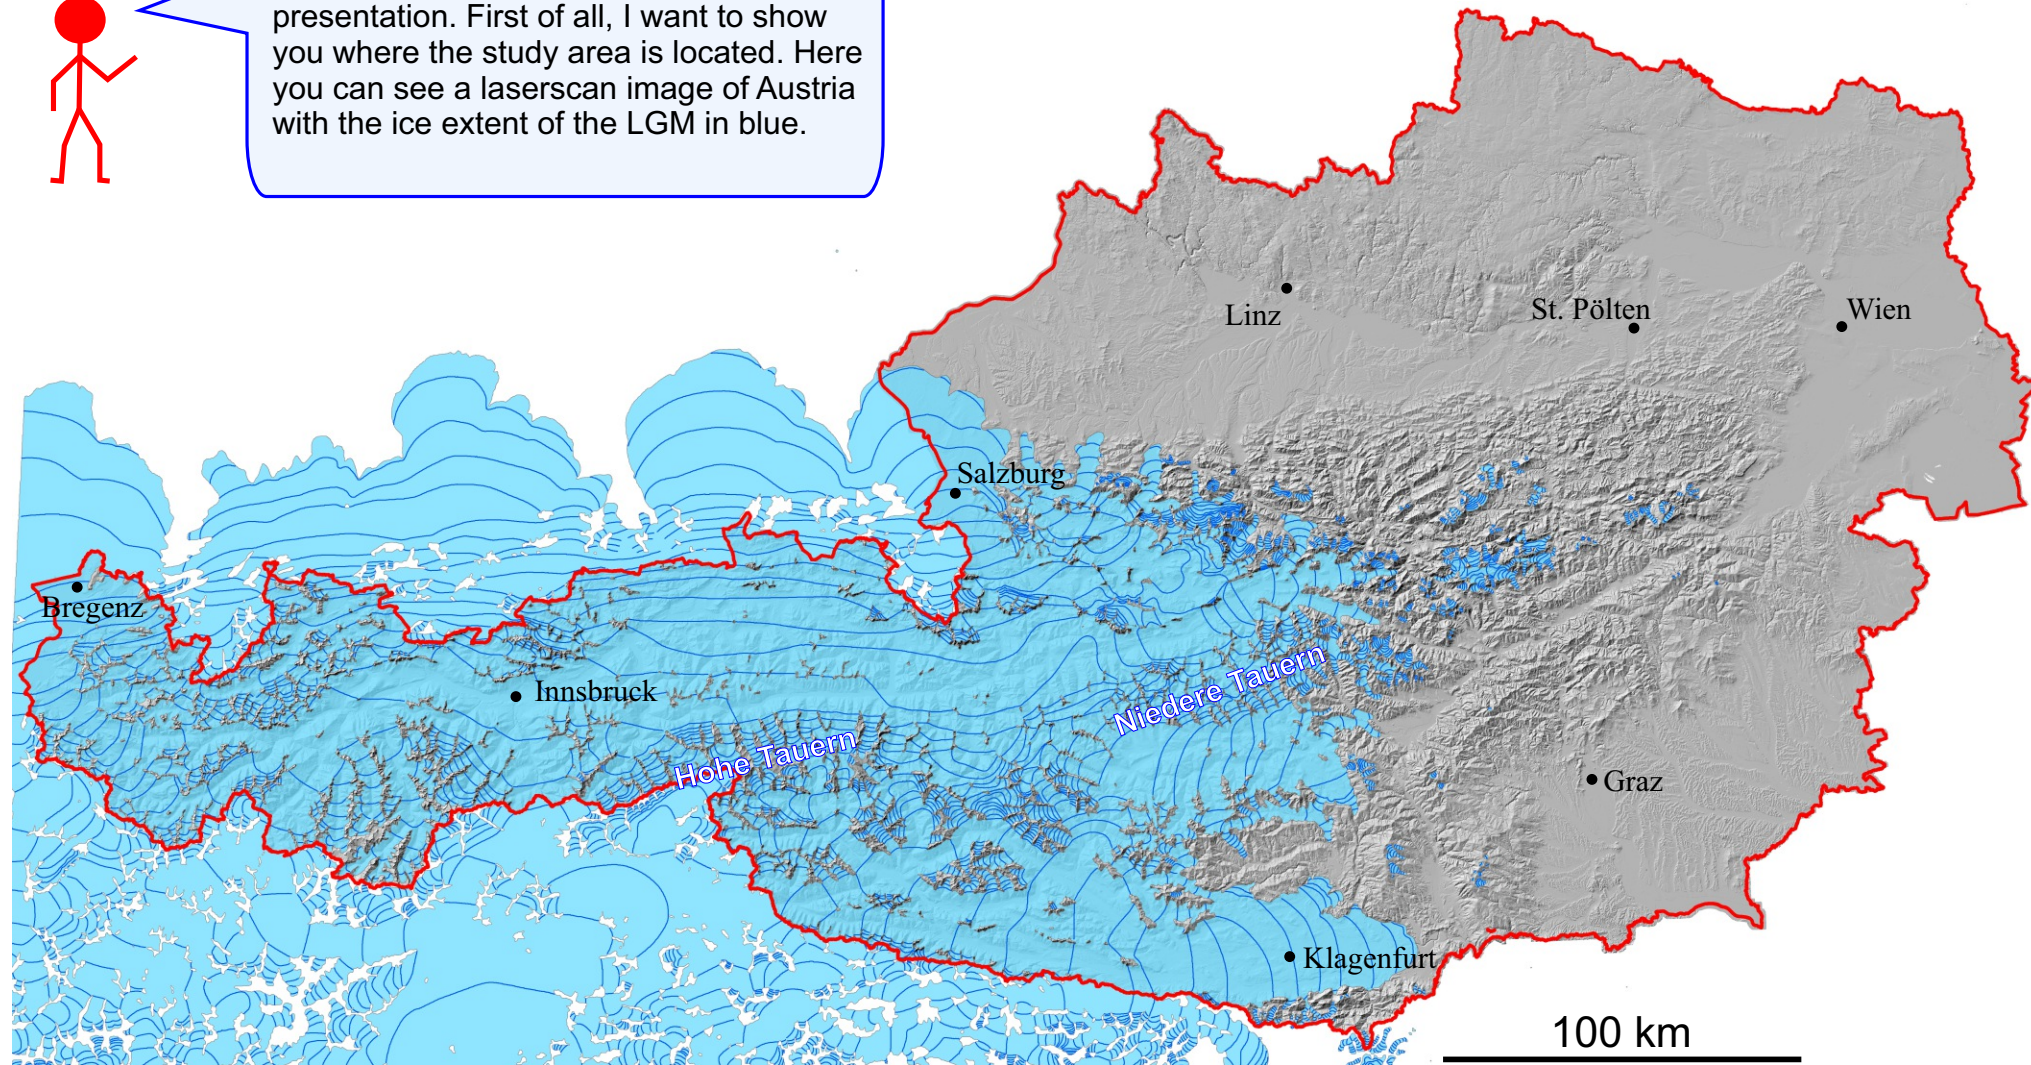 presentation. First of all, I want to show
you where the study area is located. Here
you can see a laserscan image of Austria
with the ice extent of the LGM in blue.
Linz
St. Pölten
Wien
Salzburg
Bregenz
Innsbruck
Niedere Tauern
Hohe Tauern
Graz
Klagenfurt
100 km